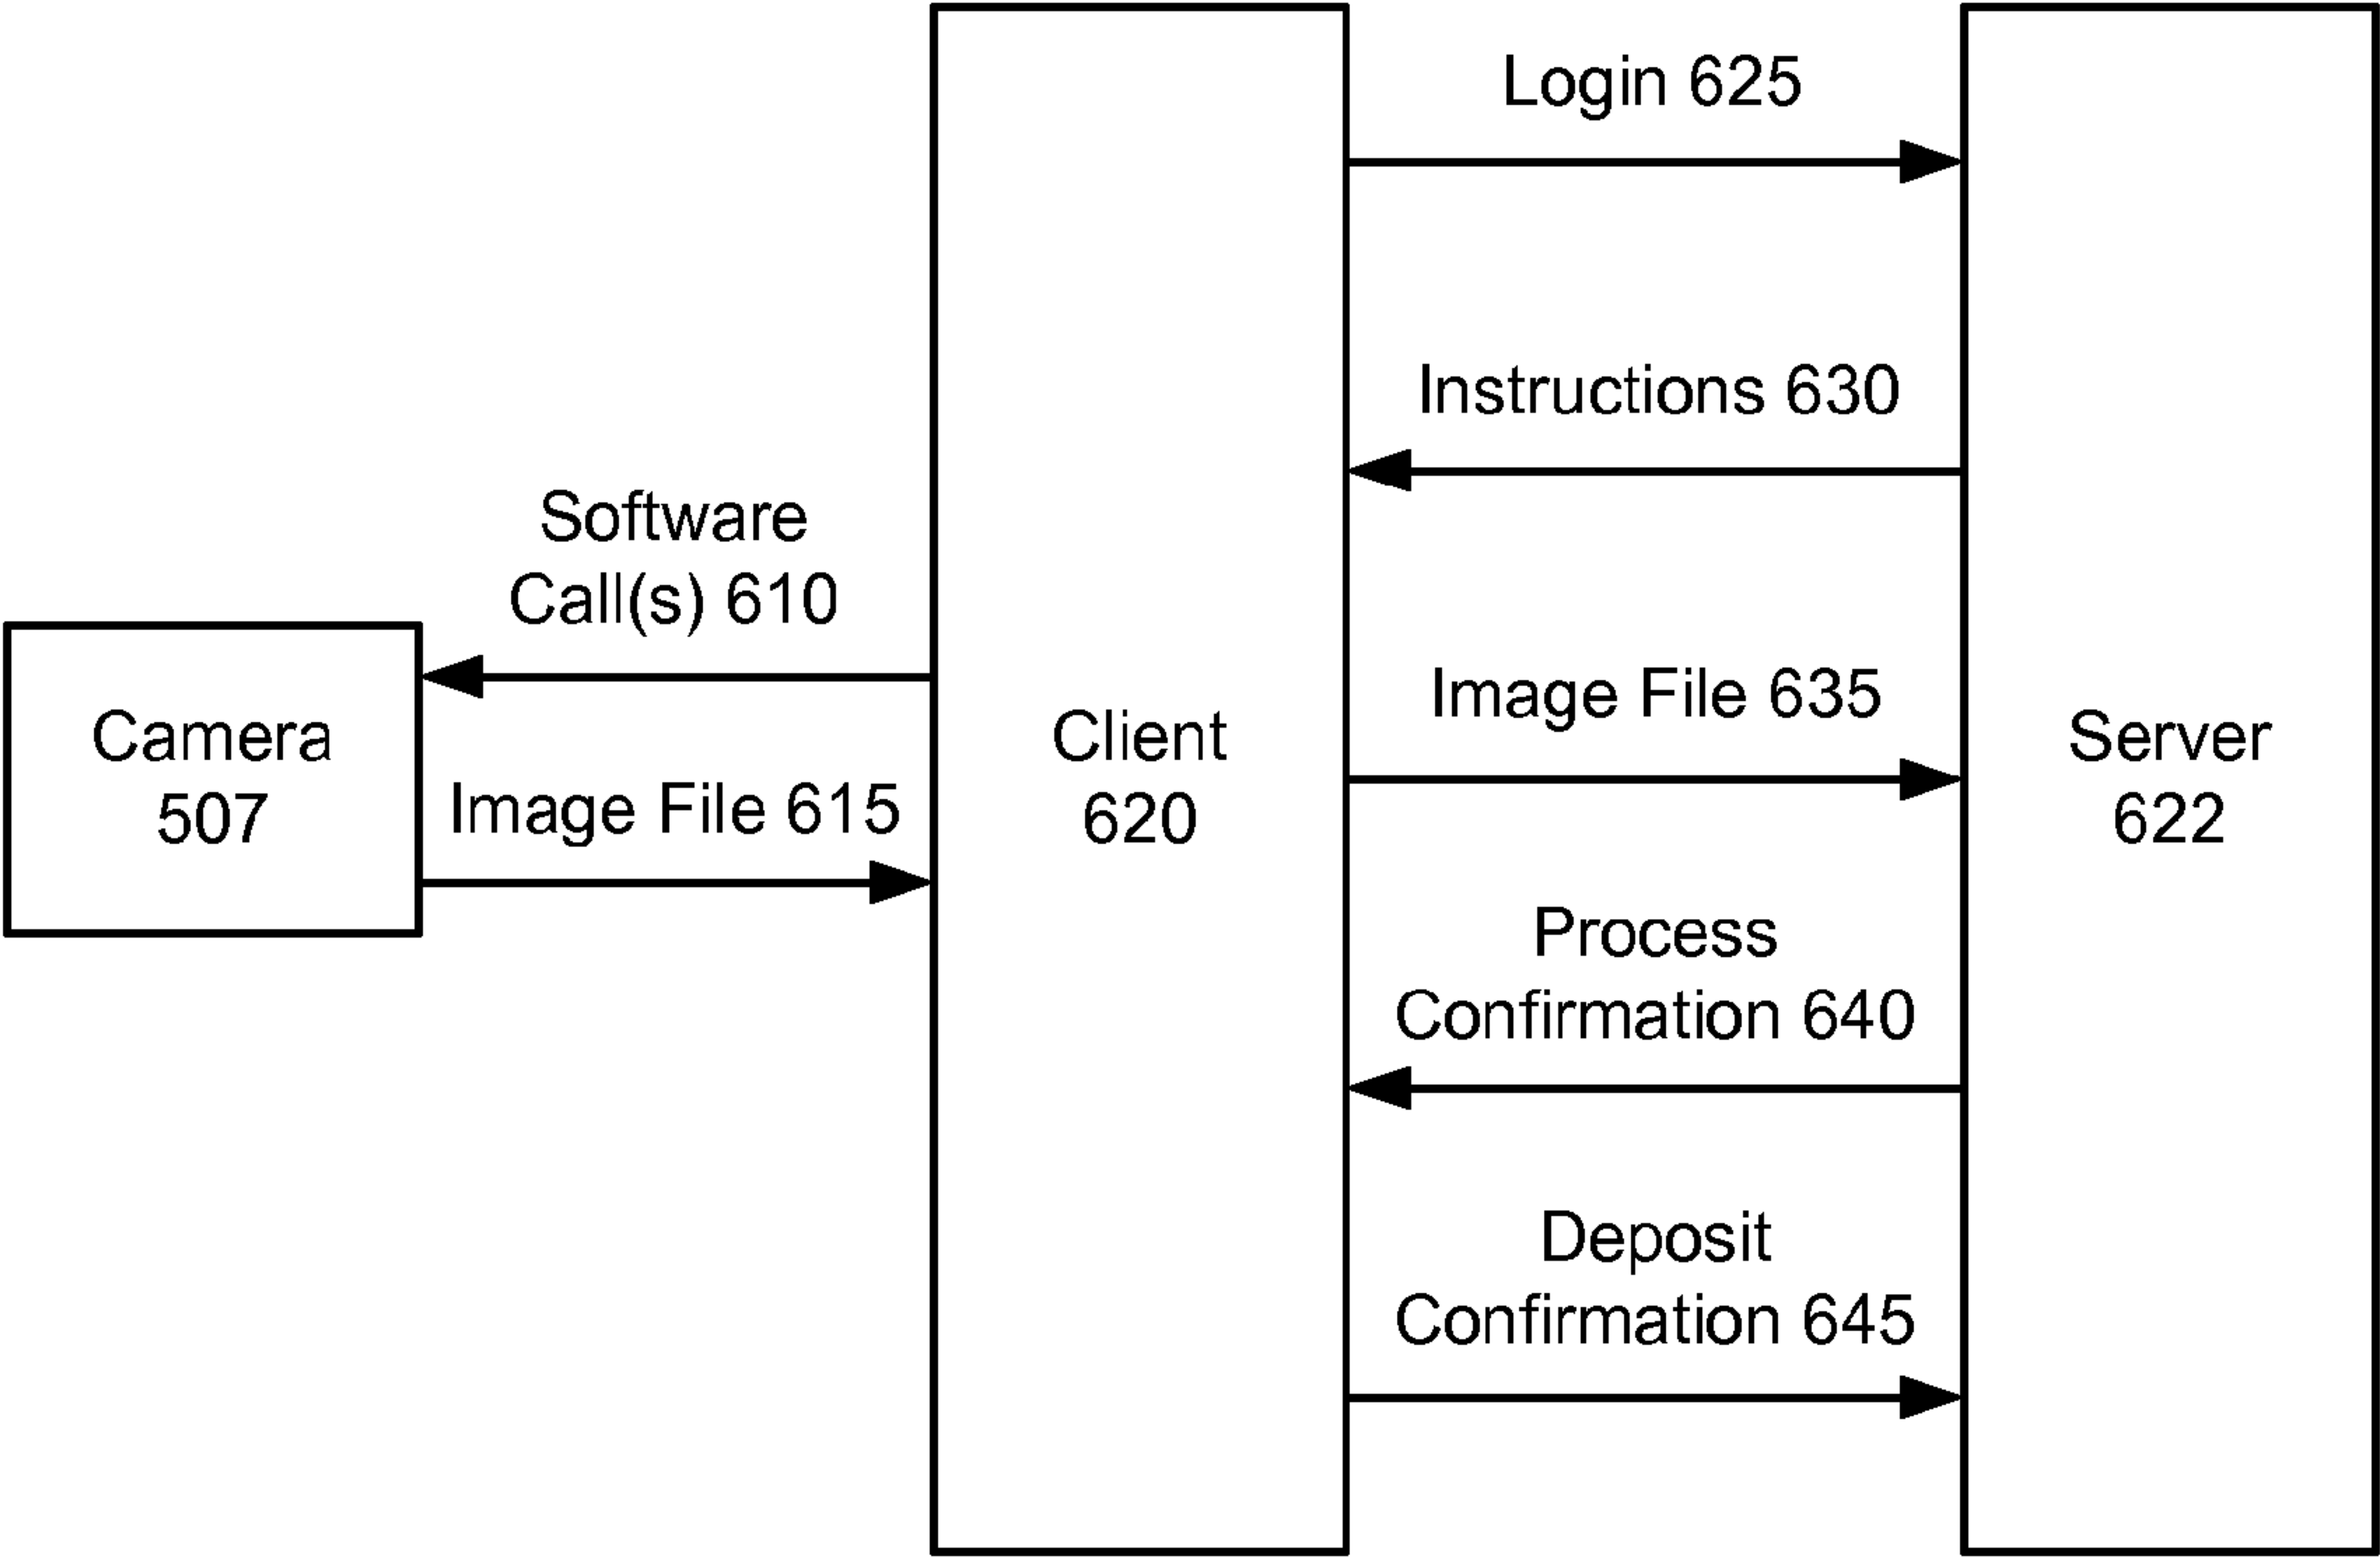 Login 625
Instructions 630
Software
Call(s) 610
Camera
507
Image File 615
Client
620
Image File 635
Server
622
Process
Confirmation 640
Deposit
Confirmation 645